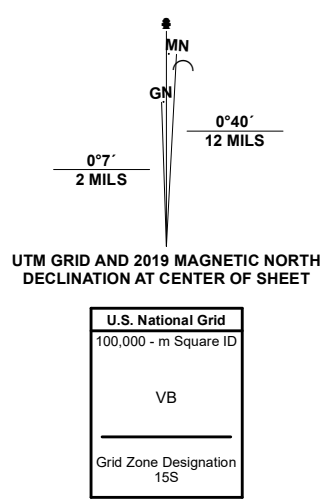 MN
GN
0°40´
12 MILS
0°7´
2 MILS
UTM GRID AND 2019 MAGNETIC NORTH
DECLINATION AT CENTER OF SHEET
U.S. National Grid
100,000 - m Square ID
VB
Grid Zone Designation
15S